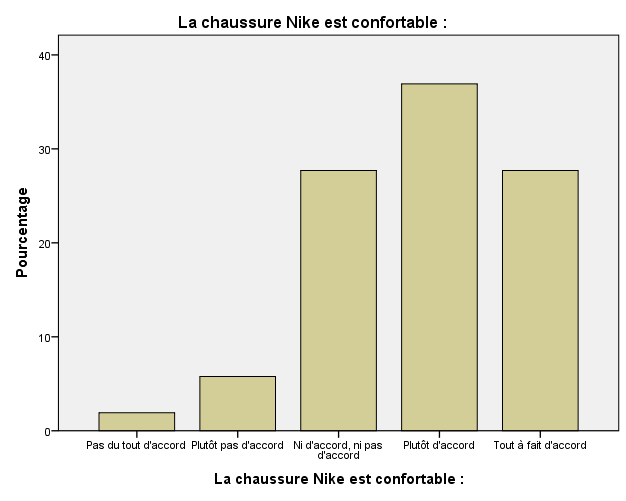 La chaussure Nike est confortable :
Pourcentage
40
30
20
10
0
Pas du tout d'accord
Plutôt pas d'accord
Ni d'accord, ni pas
d'accord
Plutôt d'accord
Tout à fait d'accord
La chaussure Nike est confortable :